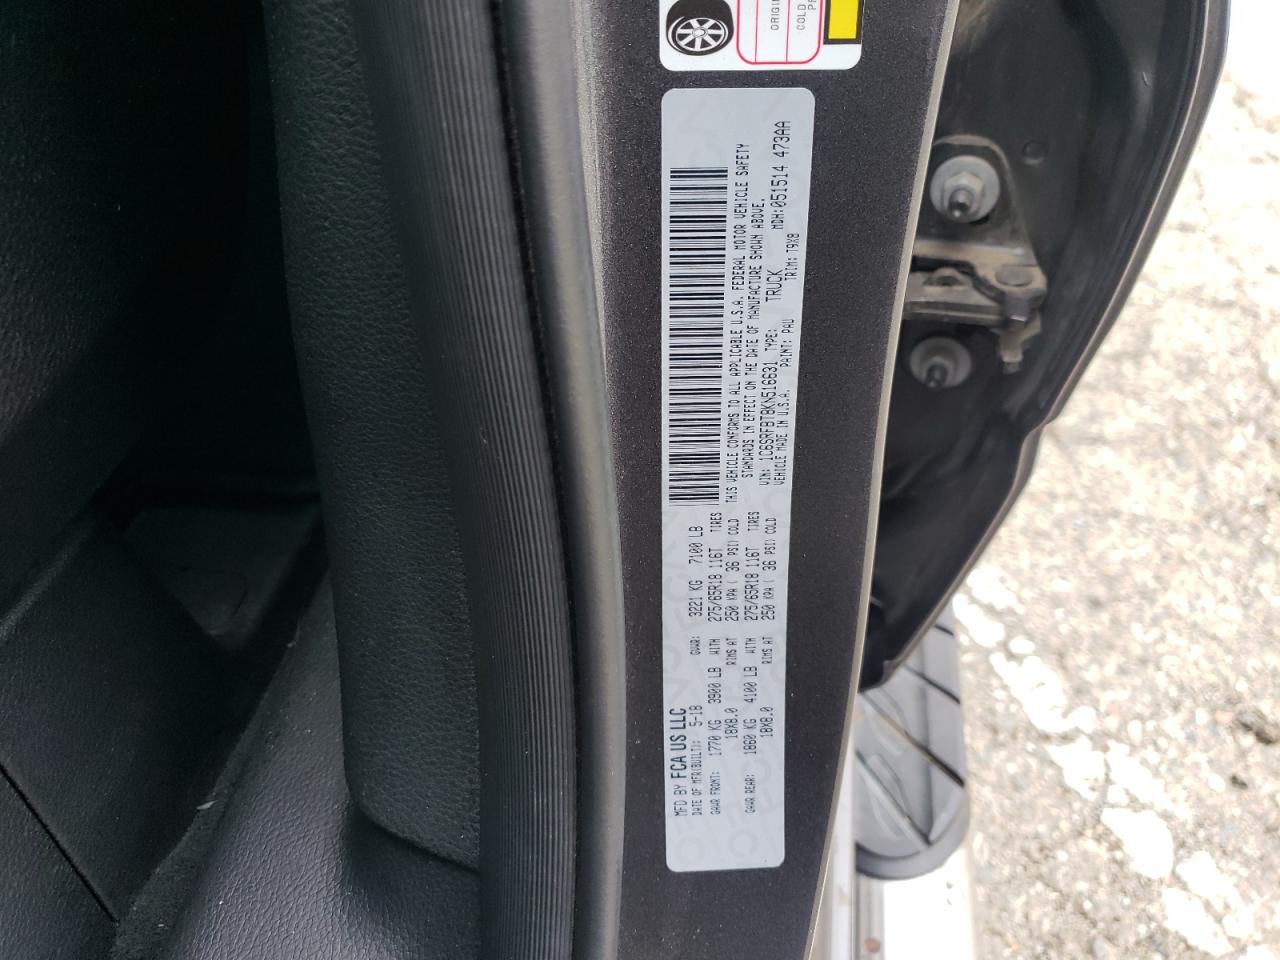 ORIGIN
COLD
MFD BY FCA US LLC
DATE OF MFR(BUILT): 5-18 GVWR: 3221 KG 7100 LB
GAWR FRONT: 1770 KG 3900 LB WITH 275/65R18 116T TIRES
18X8.0 RIMS AT 250 KPA ( 36 PSI) COLD
GAWR REAR: 1860 KG 4100 LB WITH 275/65R18 116T TIRES
18X8.0 RIMS AT 250 KPA ( 36 PSI) COLD
THIS VEHICLE CONFORMS TO ALL APPLICABLE U.S.A. FEDERAL MOTOR VEHICLE SAFETY
STANDARDS IN EFFECT ON THE DATE OF MANUFACTURE SHOWN ABOVE.
VIN: 1C6SRFBT8KN516631 TYPE: TRUCK MDH:051514 473AA
VEHICLE MADE IN U.S.A. PAINT: PAU TRIM: T9X8